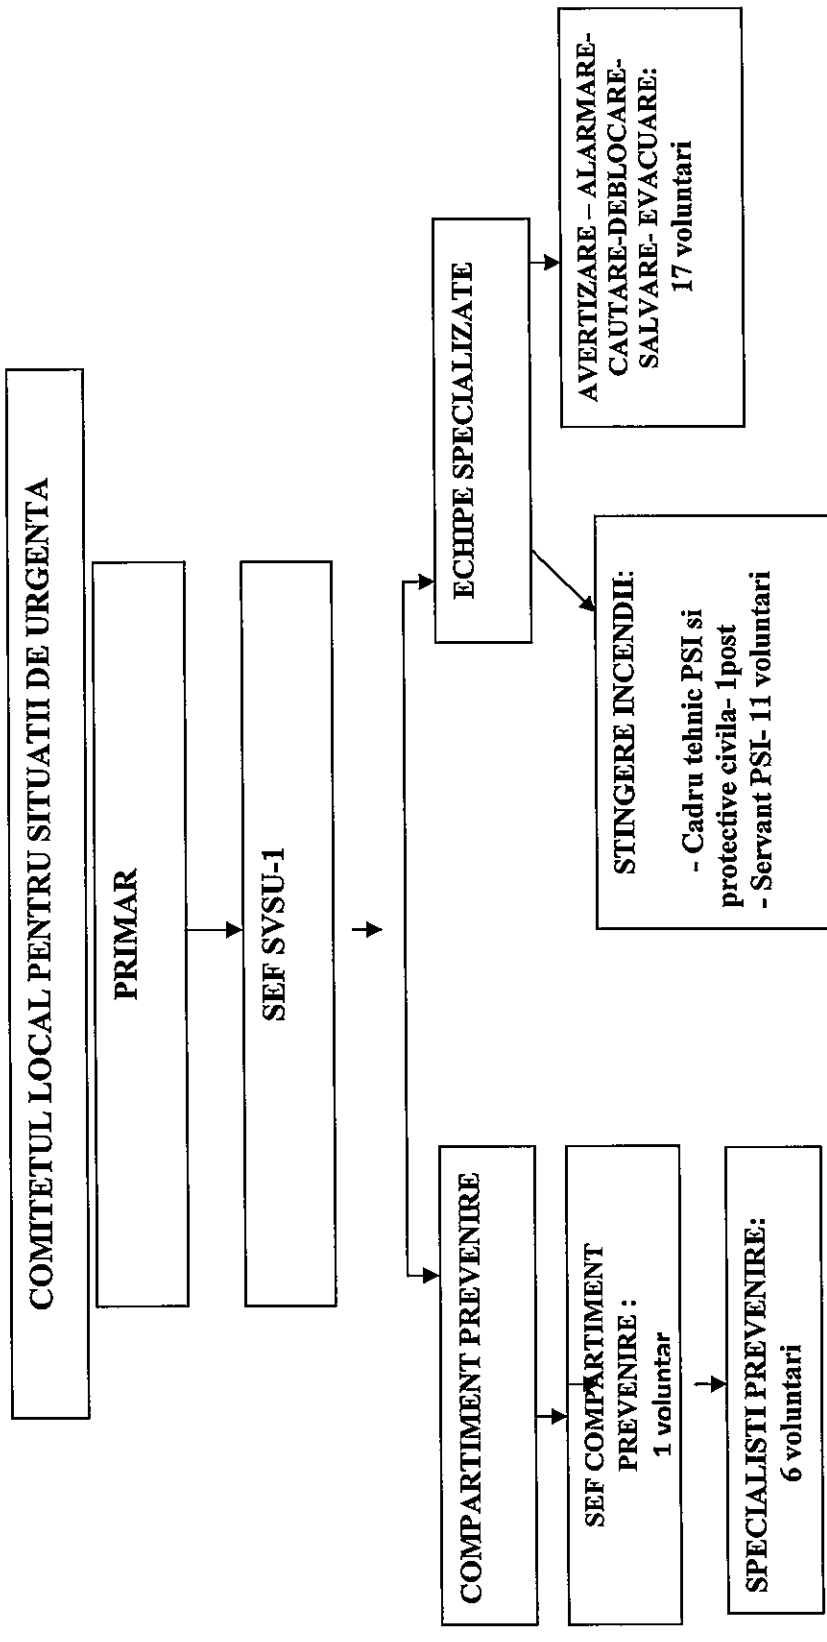 COMITETUL LOCAL PENTRU SITUATII DE URGENTA
PRIMAR
SEF SVSU-1
COMPARTIMENT PREVENIRE
SEF COMPARTIMENT
PREVENIRE :
1 voluntar
SPECIALISTI PREVENIRE:
6 voluntari
ECHIPE SPECIALIZATE
STINGERE INCENDII:
- Cadru tehnic PSI si
protective civila- 1post
- Servant PSI- 11 voluntari
AVERTIZARE – ALARMARE-
CAUTARE-DEBLOCARE-
SALVARE- EVACUARE:
17 voluntari